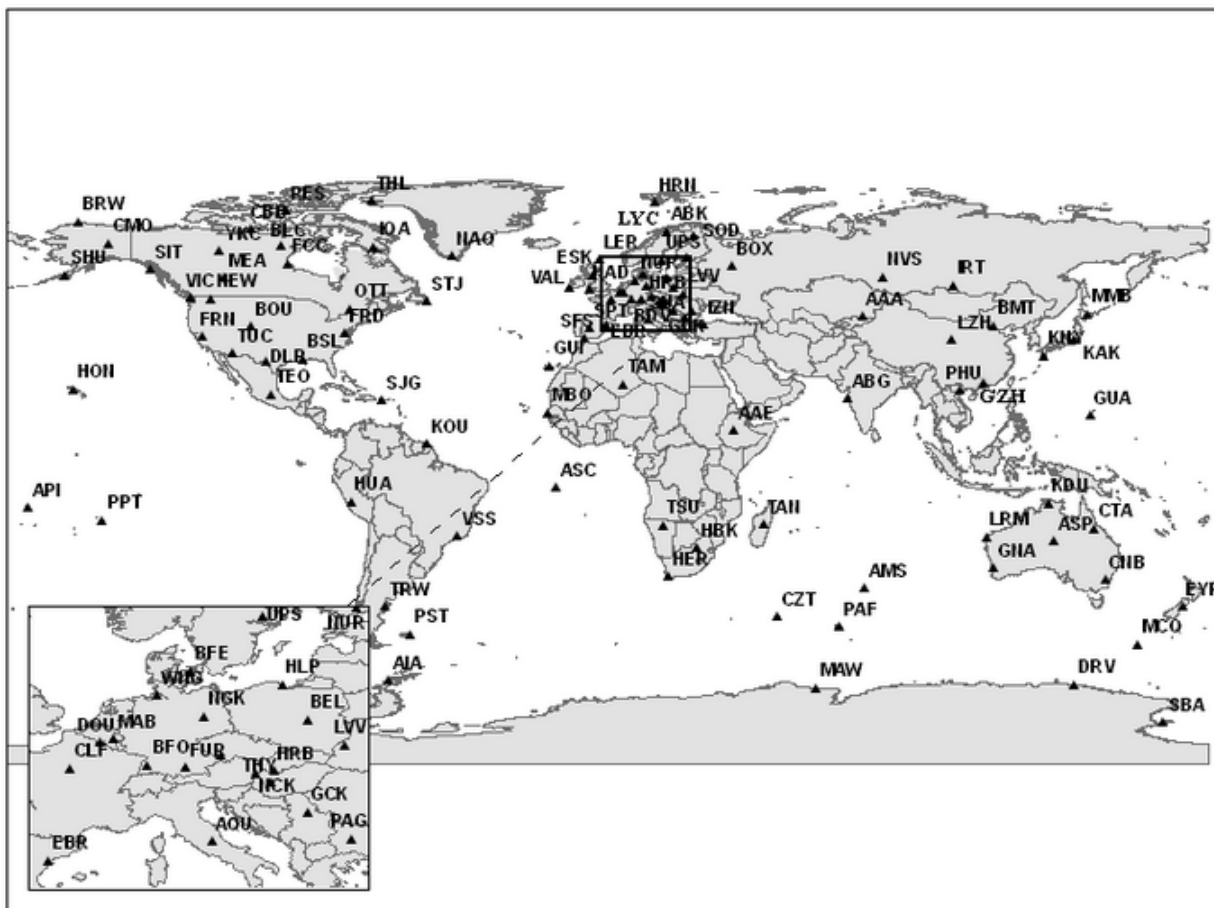 HRN
THL
RES
BRW
CBB
LYC
ABK
CMO
YKC
BLC
IQA
LER
UPS
SOD
SHU
SIT
MEA
FCC
NAQ
ESK
BOX
VAL
HAD
NVS
IRT
VIC
NEW
OTT
STJ
BOU
FRD
AAA
BMT
MMB
FRN
BSL
SPT
SFS
EBR
LZH
TUC
GUI
KAK
HON
DLR
TEO
SJG
TAM
MBO
ABG
PHU
GZH
GUA
KOU
AAE
HUA
ASC
API
PPT
VSS
TSU
TAN
KDU
CTA
LRM
ASP
HBK
GNA
HER
CNB
TRW
AMS
EYR
PST
CZT
PAF
MCQ
AIA
MAW
DRV
SBA
UPS
NUR
BFE
HLP
WNG
NGK
BEL
DOU
MAB
LVV
CLF
BFO
FUR
HRB
THY
NCK
GCK
PAG
AQU
EBR